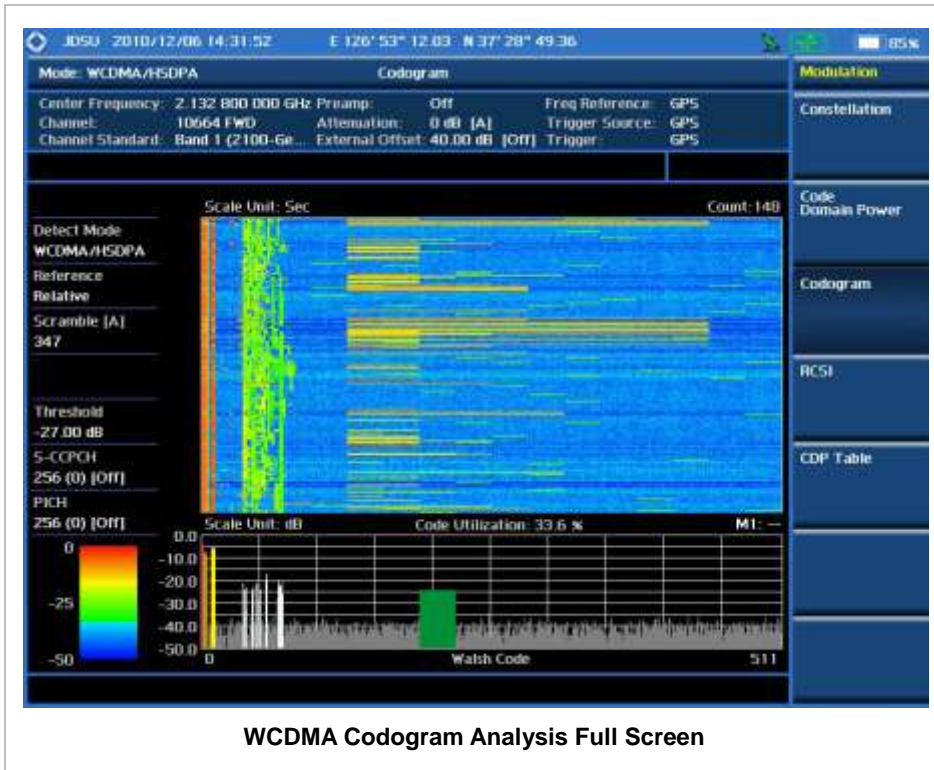 JDSU 2010/12/06 14:31:52 E 126° 53" 12.03 N 37° 28" 49.36 85%
Mode: WCDMA/HSDPA Codogram
Modulation
Center Frequency: 2.132 800 000 GHz Preamp: Off Freq Reference: GPS
Channel: 10664 FWD Attenuation: 0 dB [A] Trigger Source: GPS
Channel Standard: Band 1 (2100-Ge... External Offset: 40.00 dB [Off] Trigger: GPS
Constellation
Code
Domain Power
Codogram
RCSI
CDP Table
Scale Unit: Sec Count: 148
Detect Mode
WCDMA/HSDPA
Reference
Relative
Scramble [A]
347
Threshold
-27.00 dB
S-CCPCH
256 (0) [Off]
PICH
256 (0) [Off]
Scale Unit: dB Code Utilization: 33.6 % M1: --
0
-25
-50
0.0
-10.0
-20.0
-30.0
-40.0
-50.0
0 Walsh Code 511
WCDMA Codogram Analysis Full Screen